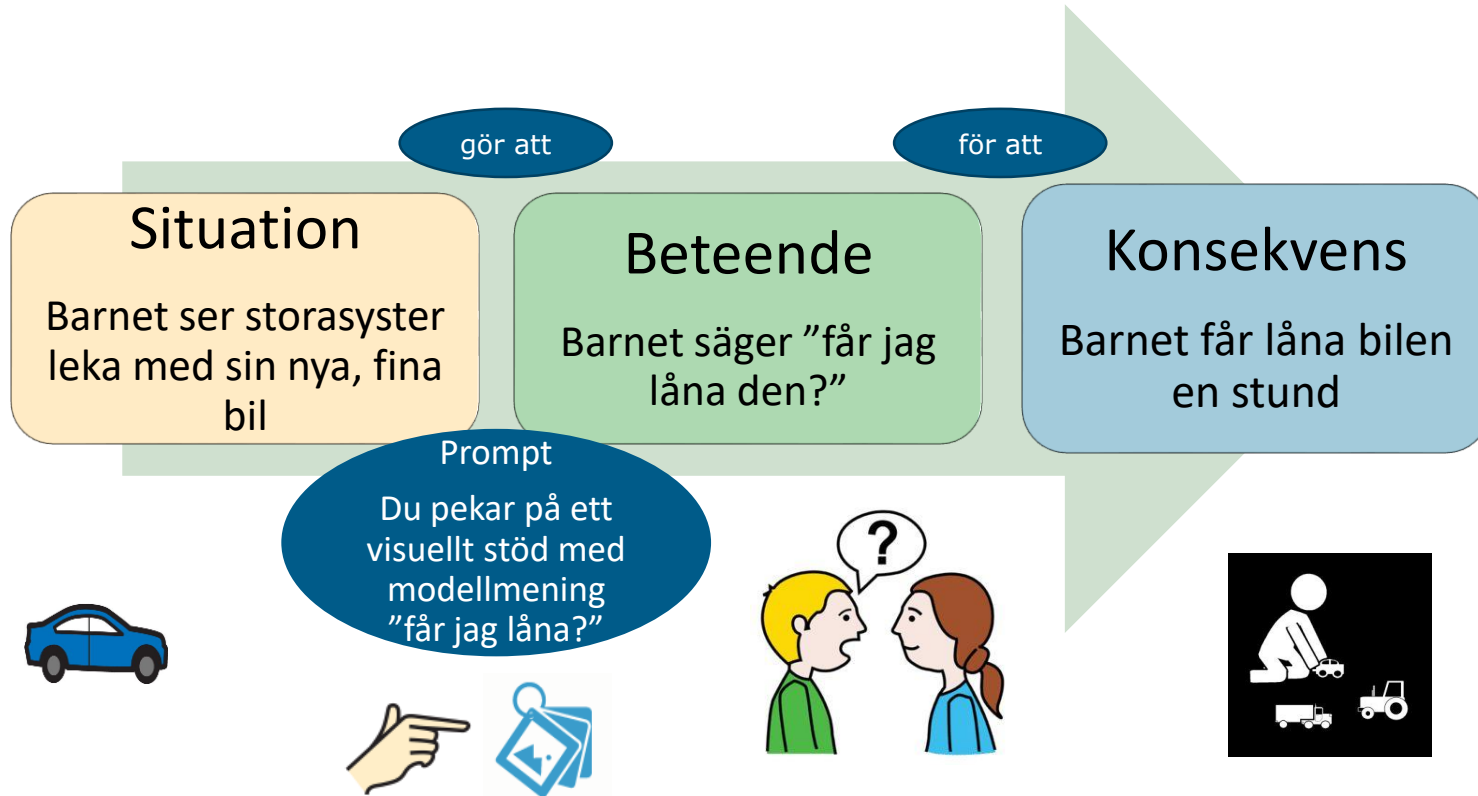 gör att
för att
Situation
Barnet ser storasyster
leka med sin nya, fina
bil
Beteende
Barnet säger ”får jag
låna den?”
Konsekvens
Barnet får låna bilen
en stund
Prompt
Du pekar på ett
visuellt stöd med
modellmening
”får jag låna?”
?